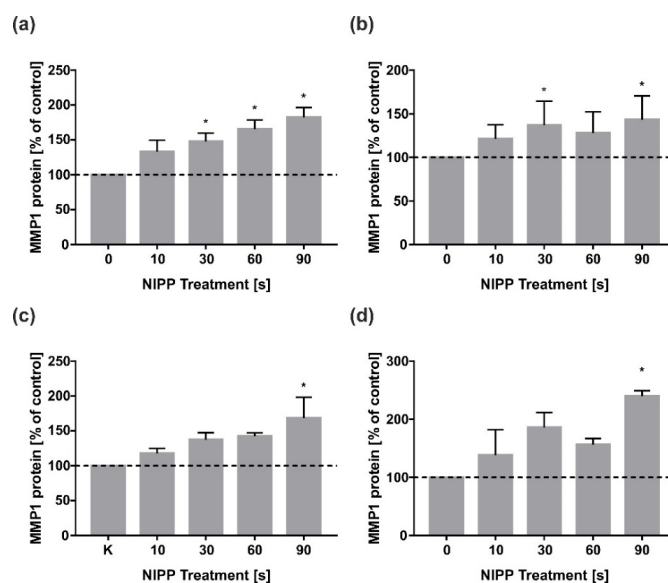 (a)
MMP1 protein [% of control]
250
200
150
100
50
0
* * *
0 10 30 60 90
NIPP Treatment [s]
(b)
MMP1 protein [% of control]
200
150
100
50
0
* *
0 10 30 60 90
NIPP Treatment [s]
(c)
MMP1 protein [% of control]
250
200
150
100
50
0
*
K 10 30 60 90
NIPP Treatment [s]
(d)
MMP1 protein [% of control]
300
200
100
0
*
0 10 30 60 90
NIPP Treatment [s]